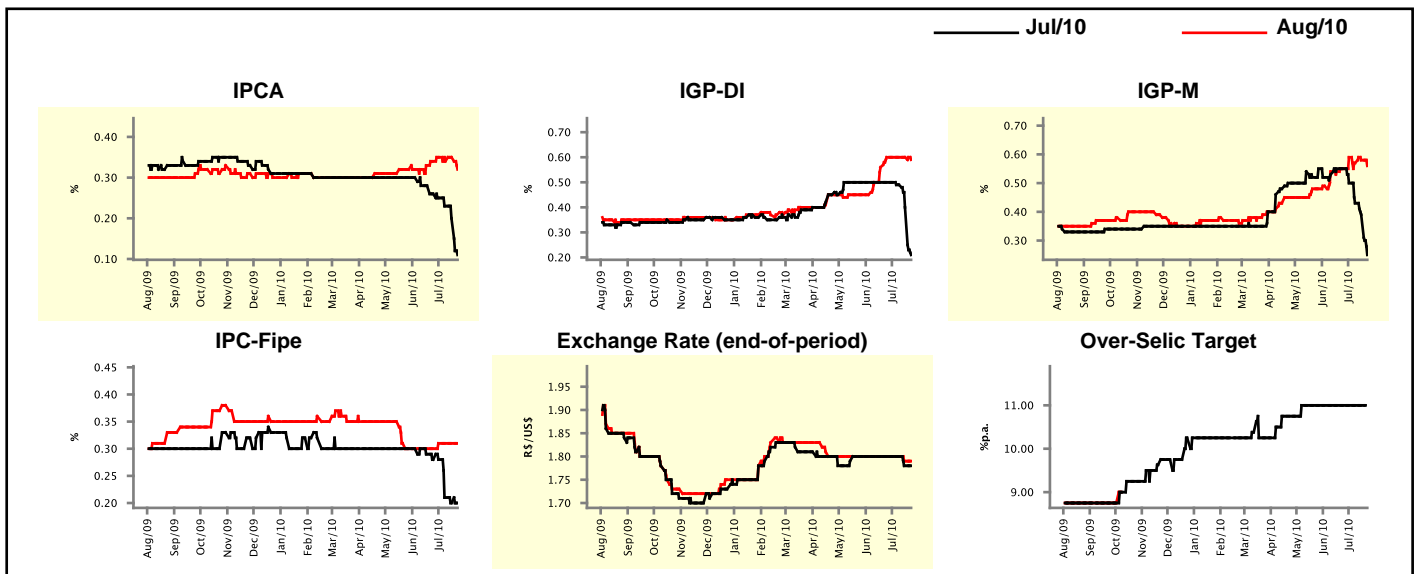 Jul/10 Aug/10
IPCA
%
0.40
0.30
0.20
0.10
Aug/09 Sep/09 Oct/09 Nov/09 Dec/09 Jan/10 Feb/10 Mar/10 Apr/10 May/10 Jun/10 Jul/10
IGP-DI
%
0.70
0.60
0.50
0.40
0.30
0.20
Aug/09 Sep/09 Oct/09 Nov/09 Dec/09 Jan/10 Feb/10 Mar/10 Apr/10 May/10 Jun/10 Jul/10
IGP-M
%
0.70
0.60
0.50
0.40
0.30
Aug/09 Sep/09 Oct/09 Nov/09 Dec/09 Jan/10 Feb/10 Mar/10 Apr/10 May/10 Jun/10 Jul/10
IPC-Fipe
%
0.45
0.40
0.35
0.30
0.25
0.20
Aug/09 Sep/09 Oct/09 Nov/09 Dec/09 Jan/10 Feb/10 Mar/10 Apr/10 May/10 Jun/10 Jul/10
Exchange Rate (end-of-period)
R$/US$
1.95
1.90
1.85
1.80
1.75
1.70
Aug/09 Sep/09 Oct/09 Nov/09 Dec/09 Jan/10 Feb/10 Mar/10 Apr/10 May/10 Jun/10 Jul/10
Over-Selic Target
%p.a.
11.00
10.00
9.00
Aug/09 Sep/09 Oct/09 Nov/09 Dec/09 Jan/10 Feb/10 Mar/10 Apr/10 May/10 Jun/10 Jul/10